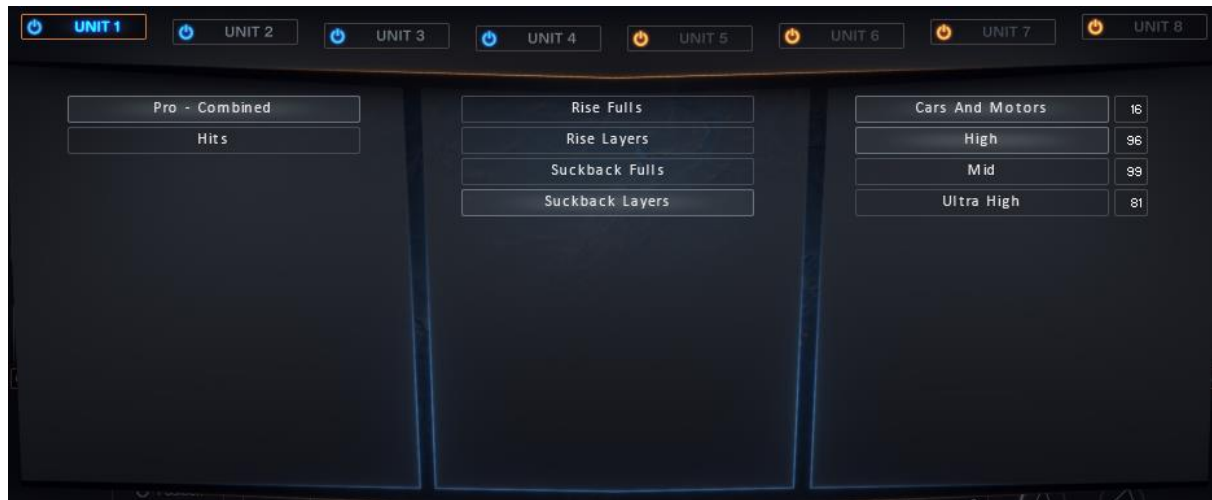 UNIT 1
UNIT 2
UNIT 3
UNIT 4
UNIT 5
UNIT 6
UNIT 7
UNIT 8
Pro - Combined
Hits
Rise Fulls
Rise Layers
Suckback Fulls
Suckback Layers
Cars And Motors 16
High 96
Mid 99
Ultra High 81